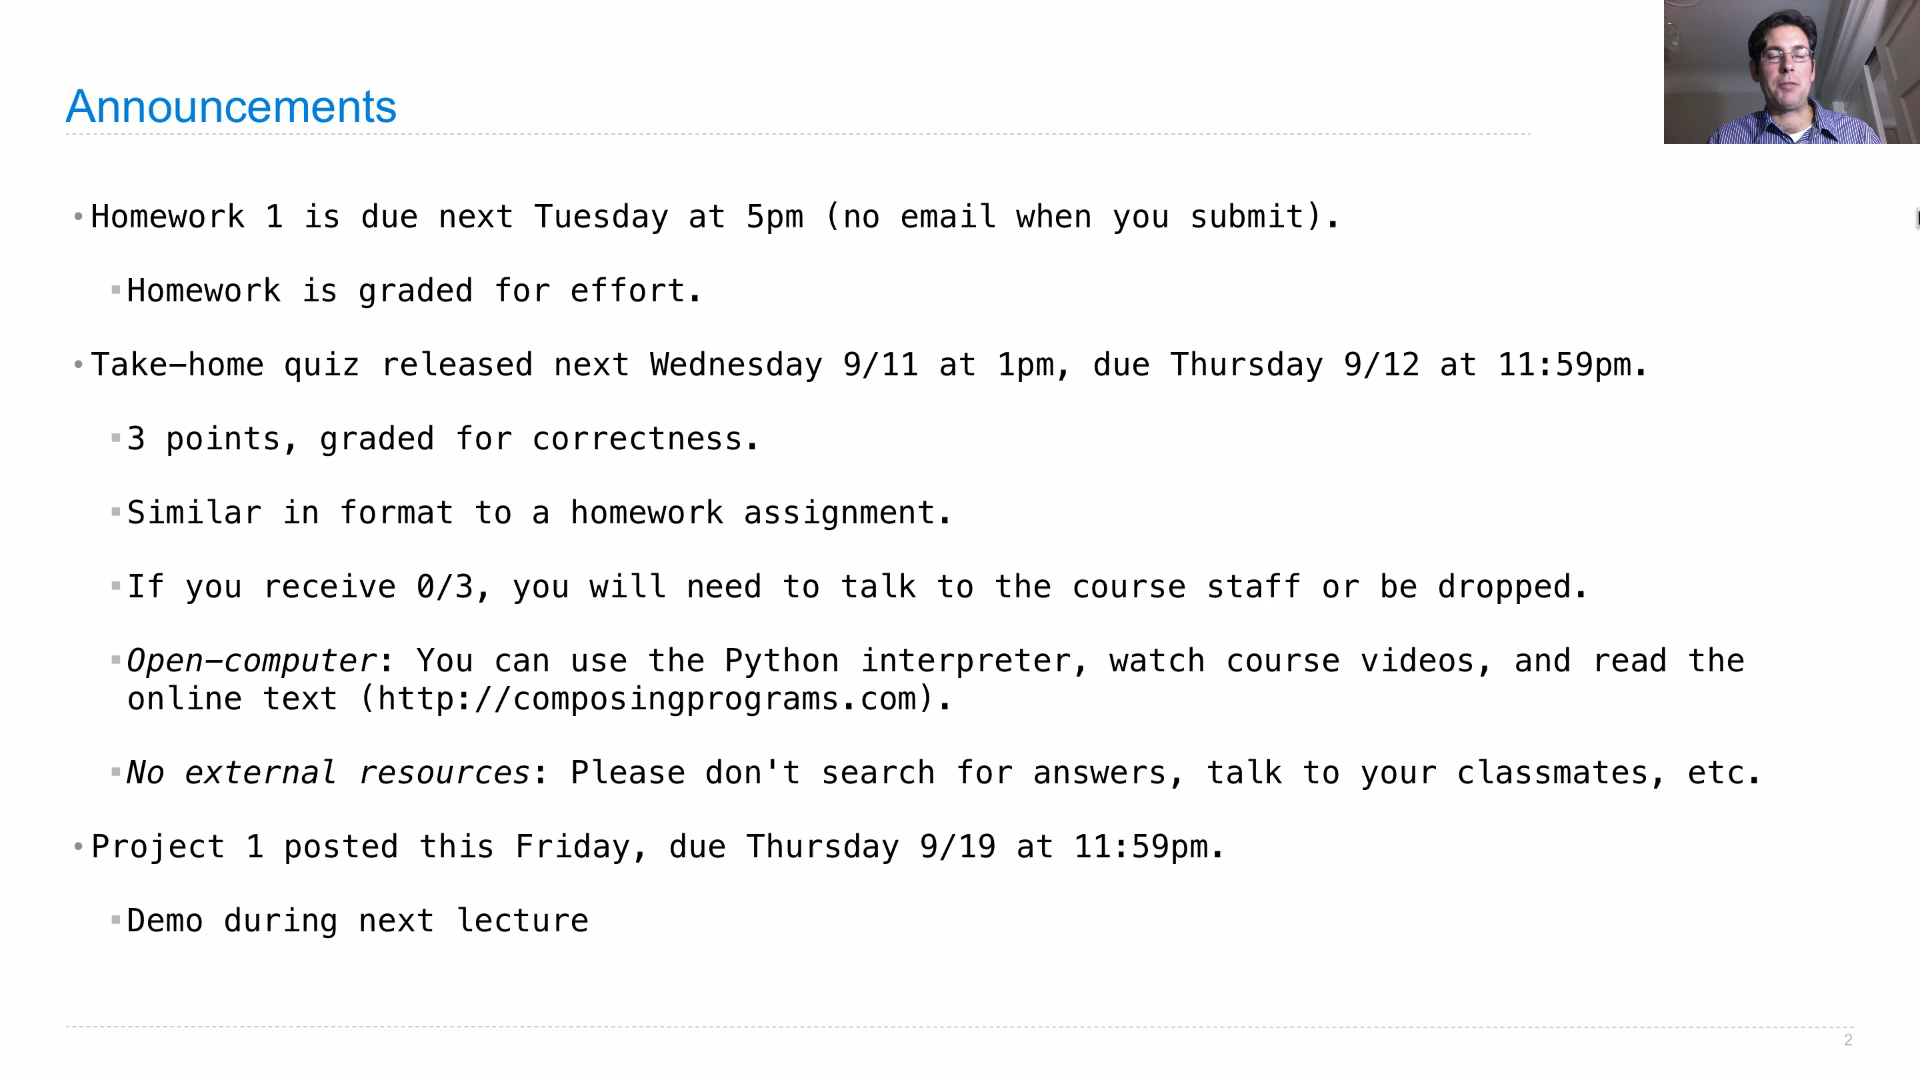 Announcements
• Homework 1 is due next Tuesday at 5pm (no email when you submit).
▪ Homework is graded for effort.
• Take-home quiz released next Wednesday 9/11 at 1pm, due Thursday 9/12 at 11:59pm.
▪ 3 points, graded for correctness.
▪ Similar in format to a homework assignment.
▪ If you receive 0/3, you will need to talk to the course staff or be dropped.
▪ Open-computer: You can use the Python interpreter, watch course videos, and read the
online text (http://composingprograms.com).
▪ No external resources: Please don't search for answers, talk to your classmates, etc.
• Project 1 posted this Friday, due Thursday 9/19 at 11:59pm.
▪ Demo during next lecture
2